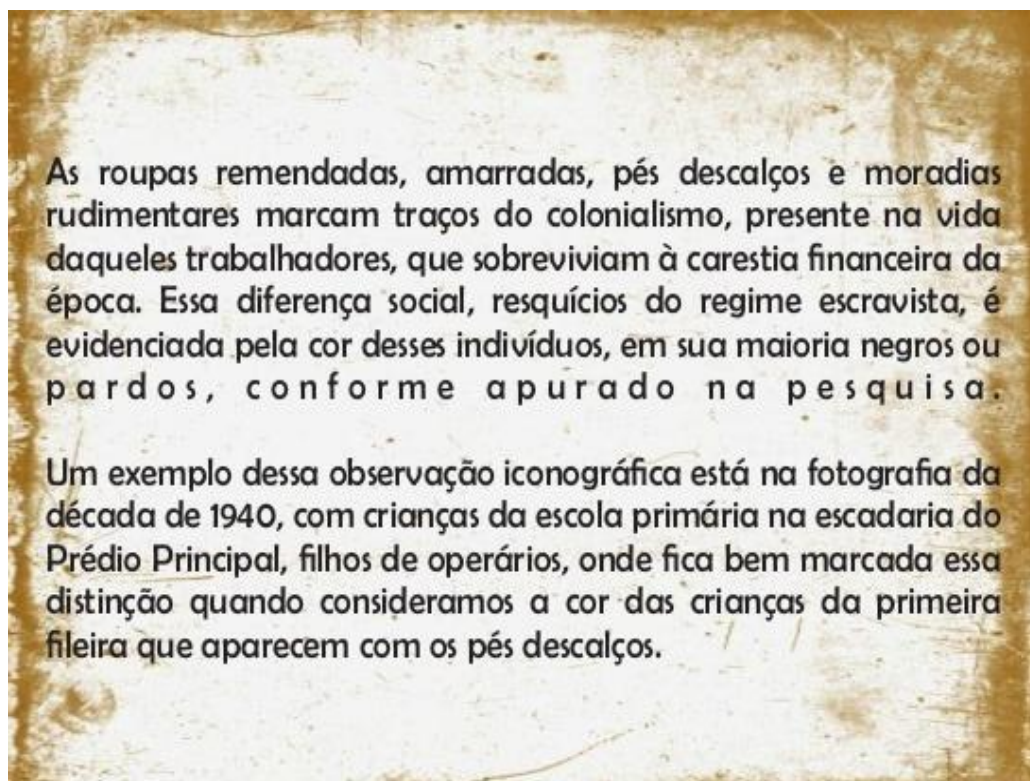 As roupas remendadas, amarradas, pés descalços e moradias
rudimentares marcam traços do colonialismo, presente na vida
daqueles trabalhadores, que sobreviviam à carestia financeira da
época. Essa diferença social, resquícios do regime escravista, é
evidenciada pela cor desses indivíduos, em sua maioria negros ou
pardos, conforme apurado na pesquisa.
Um exemplo dessa observação iconográfica está na fotografia da
década de 1940, com crianças da escola primária na escadaria do
Prédio Principal, filhos de operários, onde fica bem marcada essa
distinção quando consideramos a cor das crianças da primeira
fileira que aparecem com os pés descalços.